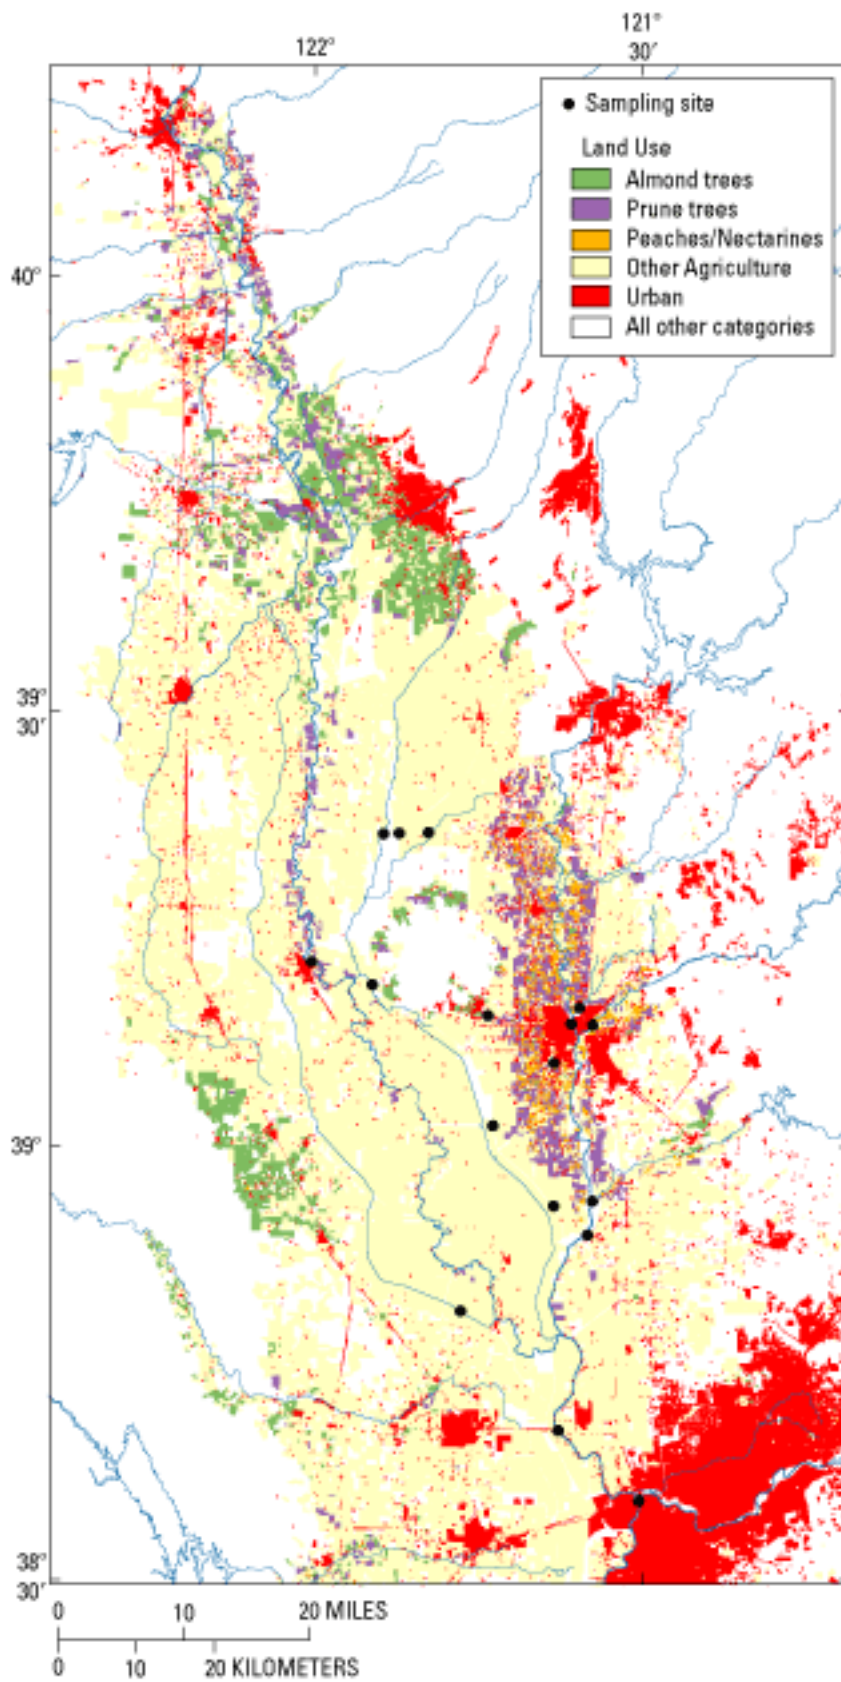 122°
121°
30′
Sampling site
Land Use
Almond trees
Prune trees
Peaches/Nectarines
Other Agriculture
Urban
All other categories
40°
39°
30′
39°
38°
30′
0 10 20 MILES
0 10 20 KILOMETERS